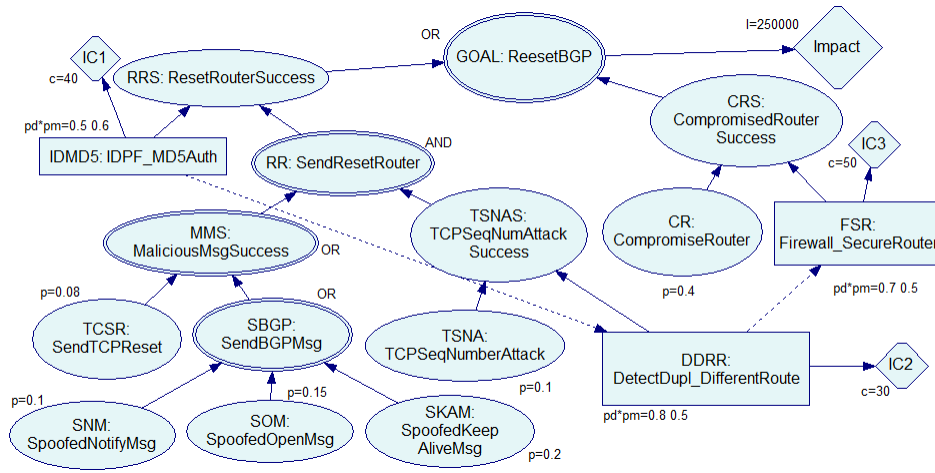 OR
I=250000
IC1
RRS: ResetRouterSuccess
GOAL: ReesetBGP
Impact
c=40
CRS:
CompromisedRouter
Success
pd*pm=0.5 0.6
IDMD5: IDPF_MD5Auth
AND
RR: SendResetRouter
IC3
c=50
TSNAS:
TCPSeqNumAttack
Success
CR:
CompromiseRouter
FSR:
Firewall_SecureRouter
MMS:
MaliciousMsgSuccess
OR
p=0.08
p=0.4
pd*pm=0.7 0.5
OR
TCSR:
SendTCPReset
SBGP:
SendBGPMsg
TSNA:
TCPSeqNumberAttack
DDRR:
DetectDupl_DifferentRoute
IC2
p=0.1
p=0.15
p=0.1
c=30
pd*pm=0.8 0.5
SNM:
SpoofedNotifyMsg
SOM:
SpoofedOpenMsg
SKAM:
SpoofedKeep
AliveMsg
p=0.2